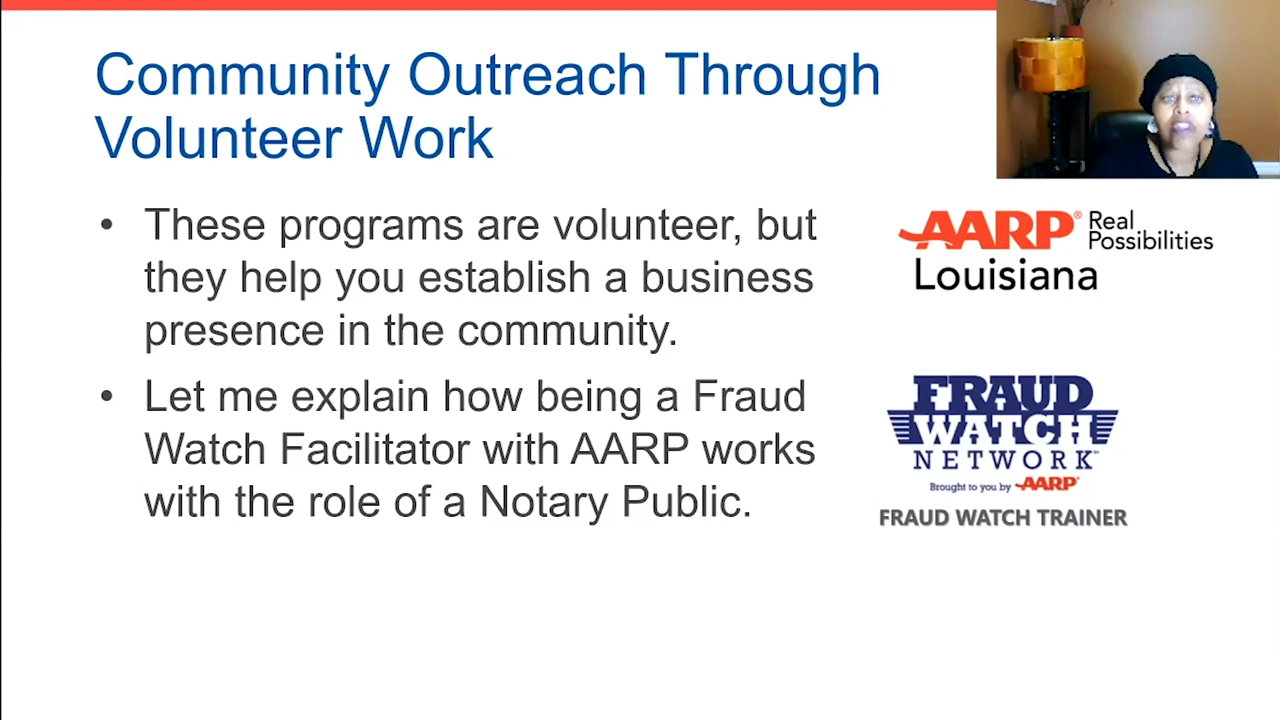 Community Outreach Through
Volunteer Work
• These programs are volunteer, but
they help you establish a business
presence in the community.
• Let me explain how being a Fraud
Watch Facilitator with AARP works
with the role of a Notary Public.
AARP® Real
Possibilities
Louisiana
FRAUD
WATCH
NETWORK™
Brought to you by AARP®
FRAUD WATCH TRAINER